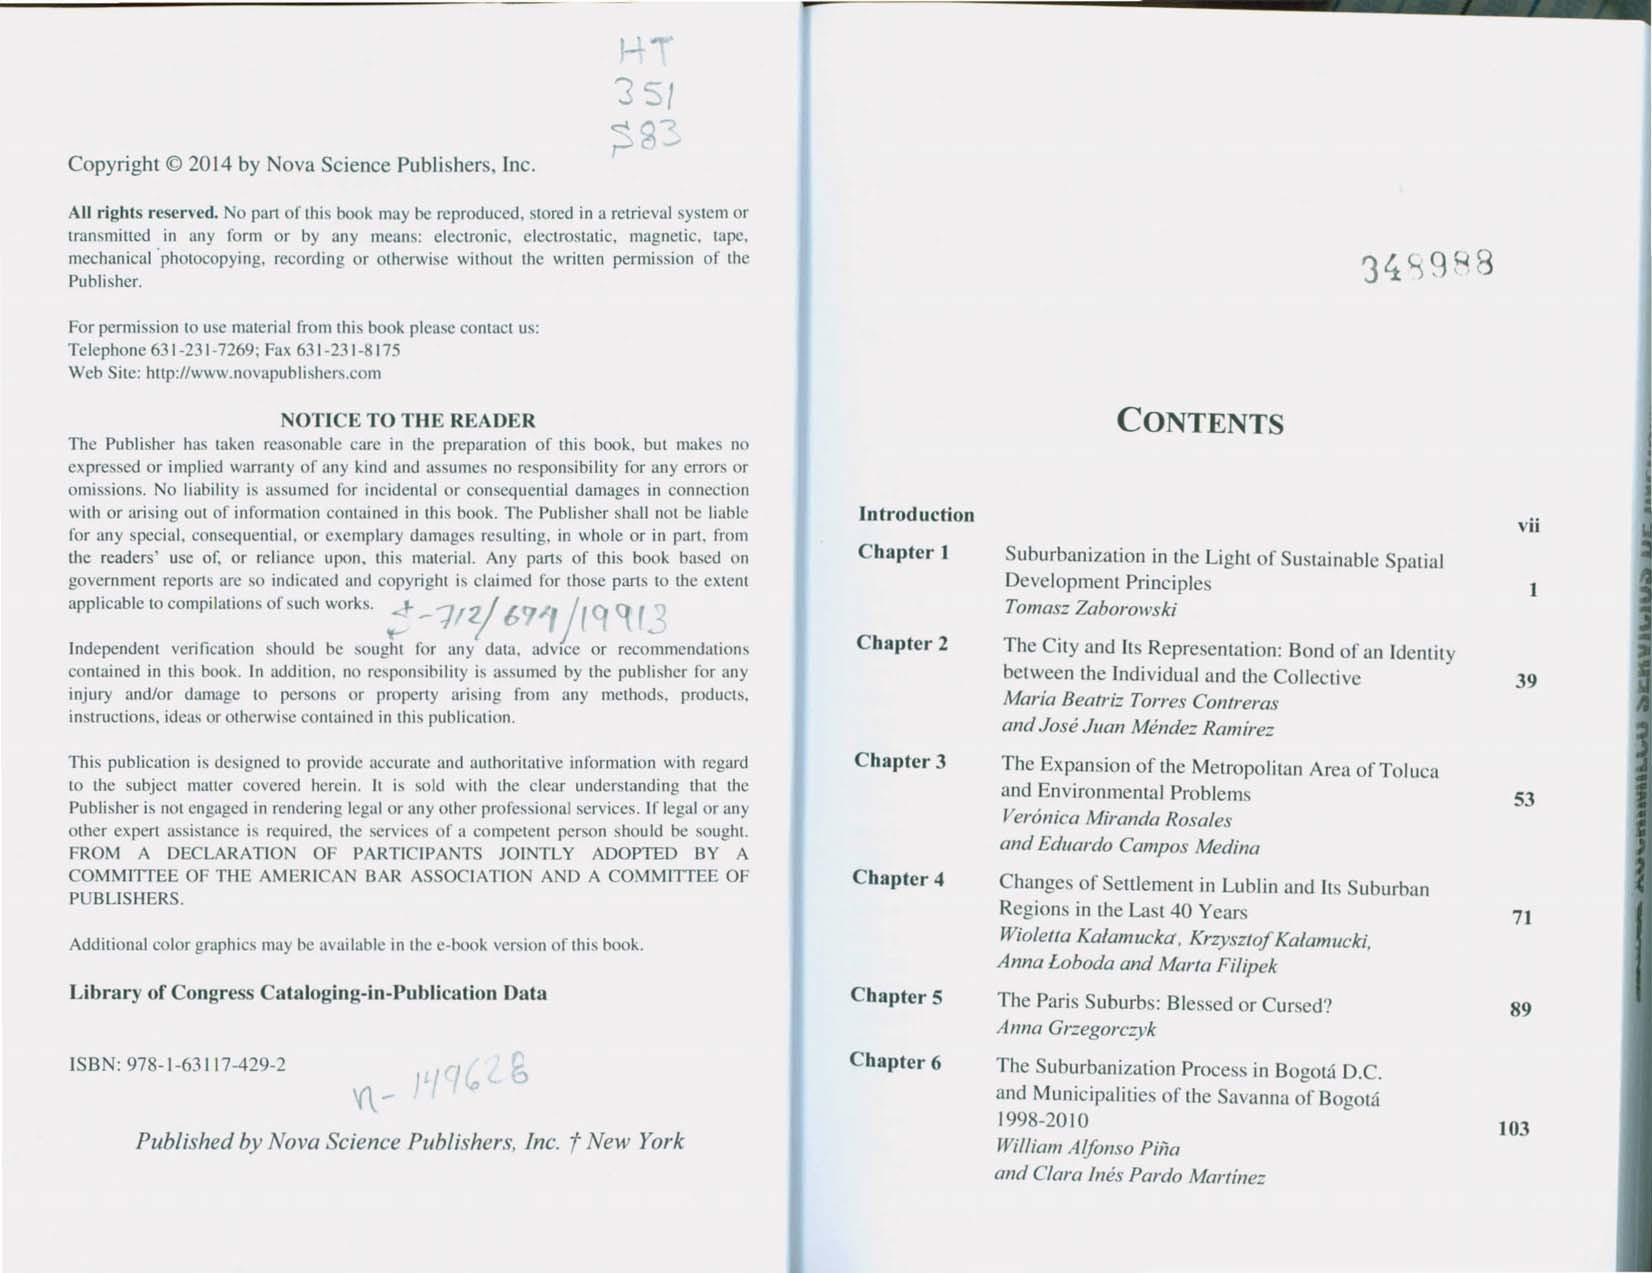 HT
351
S83
Copyright © 2014 by Nova Science Publishers, Inc.
All rights reserved. No part of this book may be reproduced, stored in a retrieval system or
transmitted in any form or by any means: electronic, electrostatic, magnetic, tape,
mechanical photocopying, recording or otherwise without the written permission of the
Publisher.
For permission to use material from this book please contact us:
Telephone 631-231-7269; Fax 631-231-8175
Web Site: http://www.novapublishers.com
NOTICE TO THE READER
The Publisher has taken reasonable care in the preparation of this book, but makes no
expressed or implied warranty of any kind and assumes no responsibility for any errors or
omissions. No liability is assumed for incidental or consequential damages in connection
with or arising out of information contained in this book. The Publisher shall not be liable
for any special, consequential, or exemplary damages resulting, in whole or in part, from
the readers' use of, or reliance upon, this material. Any parts of this book based on
government reports are so indicated and copyright is claimed for those parts to the extent
applicable to compilations of such works.
Independent verification should be sought for any data, advice or recommendations
contained in this book. In addition, no responsibility is assumed by the publisher for any
injury and/or damage to persons or property arising from any methods, products,
instructions, ideas or otherwise contained in this publication.
This publication is designed to provide accurate and authoritative information with regard
to the subject matter covered herein. It is sold with the clear understanding that the
Publisher is not engaged in rendering legal or any other professional services. If legal or any
other expert assistance is required, the services of a competent person should be sought.
FROM A DECLARATION OF PARTICIPANTS JOINTLY ADOPTED BY A
COMMITTEE OF THE AMERICAN BAR ASSOCIATION AND A COMMITTEE OF
PUBLISHERS.
Additional color graphics may be available in the e-book version of this book.
Library of Congress Cataloging-in-Publication Data
ISBN: 978-1-63117-429-2
n- 149628
Published by Nova Science Publishers, Inc. † New York
348988
CONTENTS
Introduction vii
Chapter 1 Suburbanization in the Light of Sustainable Spatial
Development Principles 1
Tomasz Zaborowski
Chapter 2 The City and Its Representation: Bond of an Identity
between the Individual and the Collective 39
María Beatriz Torres Contreras
and José Juan Méndez Ramírez
Chapter 3 The Expansion of the Metropolitan Area of Toluca
and Environmental Problems 53
Verónica Miranda Rosales
and Eduardo Campos Medina
Chapter 4 Changes of Settlement in Lublin and Its Suburban
Regions in the Last 40 Years 71
Wioletta Kałamucka, Krzysztof Kałamucki,
Anna Łoboda and Marta Filipek
Chapter 5 The Paris Suburbs: Blessed or Cursed? 89
Anna Grzegorczyk
Chapter 6 The Suburbanization Process in Bogotá D.C.
and Municipalities of the Savanna of Bogotá
1998-2010 103
William Alfonso Piña
and Clara Inés Pardo Martínez